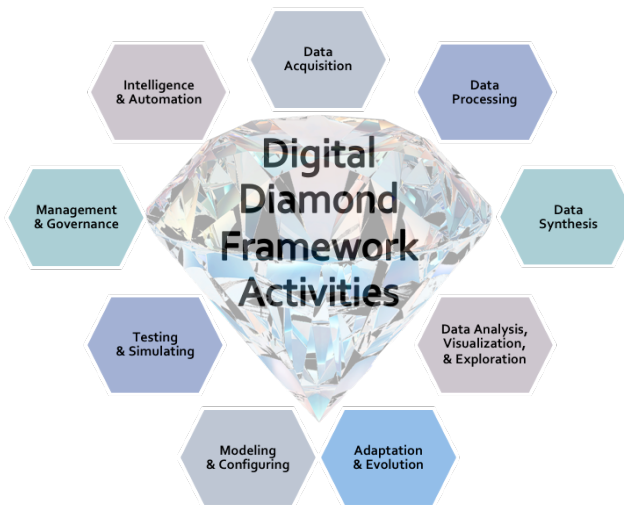 Data
Acquisition
Intelligence
& Automation
Data
Processing
Digital
Diamond
Framework
Activities
Management
& Governance
Data
Synthesis
Testing
& Simulating
Data Analysis,
Visualization,
& Exploration
Modeling
& Configuring
Adaptation
& Evolution